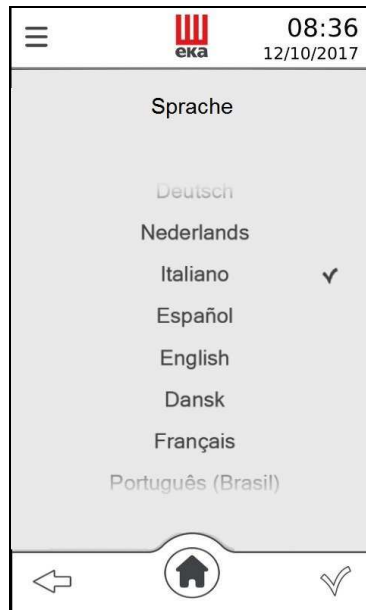 08:36
eka
12/10/2017
Sprache
Deutsch
Nederlands
Italiano
Español
English
Dansk
Français
Português (Brasil)